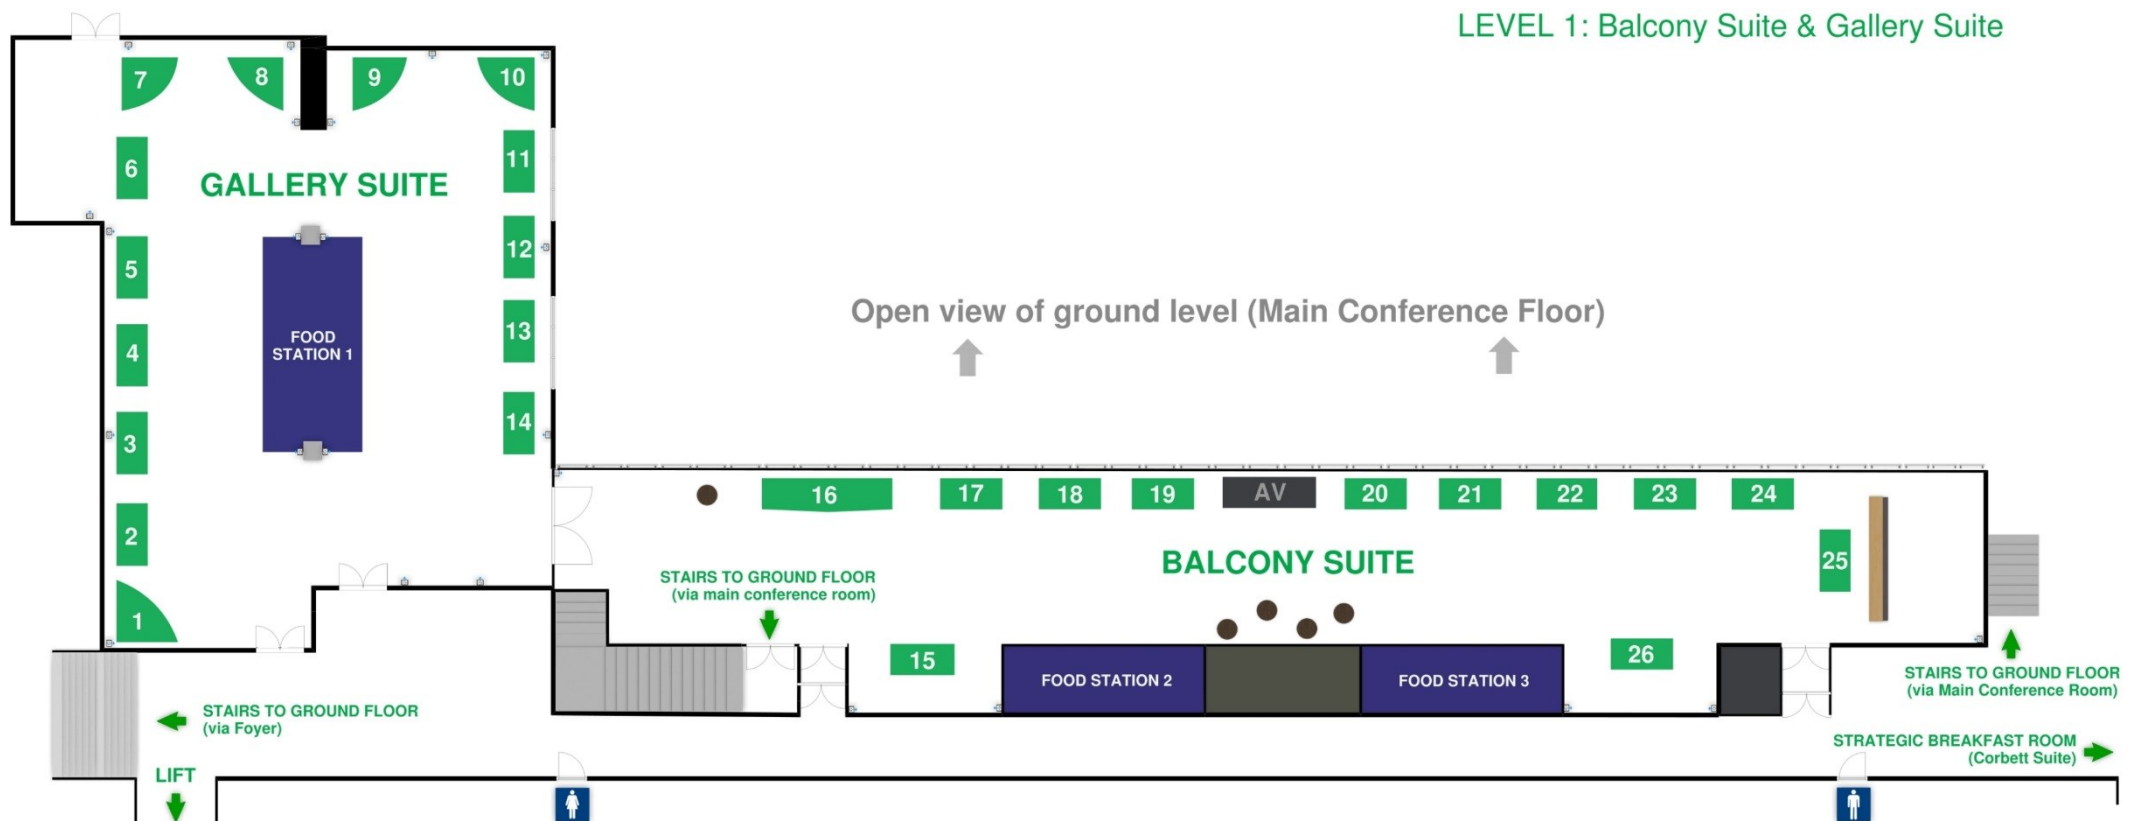 LEVEL 1: Balcony Suite & Gallery Suite
7
8
9
10
6
11
GALLERY SUITE
5
12
4
FOOD
STATION 1
13
3
14
2
1
Open view of ground level (Main Conference Floor)
16
17
18
19
AV
20
21
22
23
24
BALCONY SUITE
25
STAIRS TO GROUND FLOOR
(via main conference room)
15
FOOD STATION 2
FOOD STATION 3
26
STAIRS TO GROUND FLOOR
(via Main Conference Room)
STAIRS TO GROUND FLOOR
(via Foyer)
STRATEGIC BREAKFAST ROOM
(Corbett Suite)
LIFT